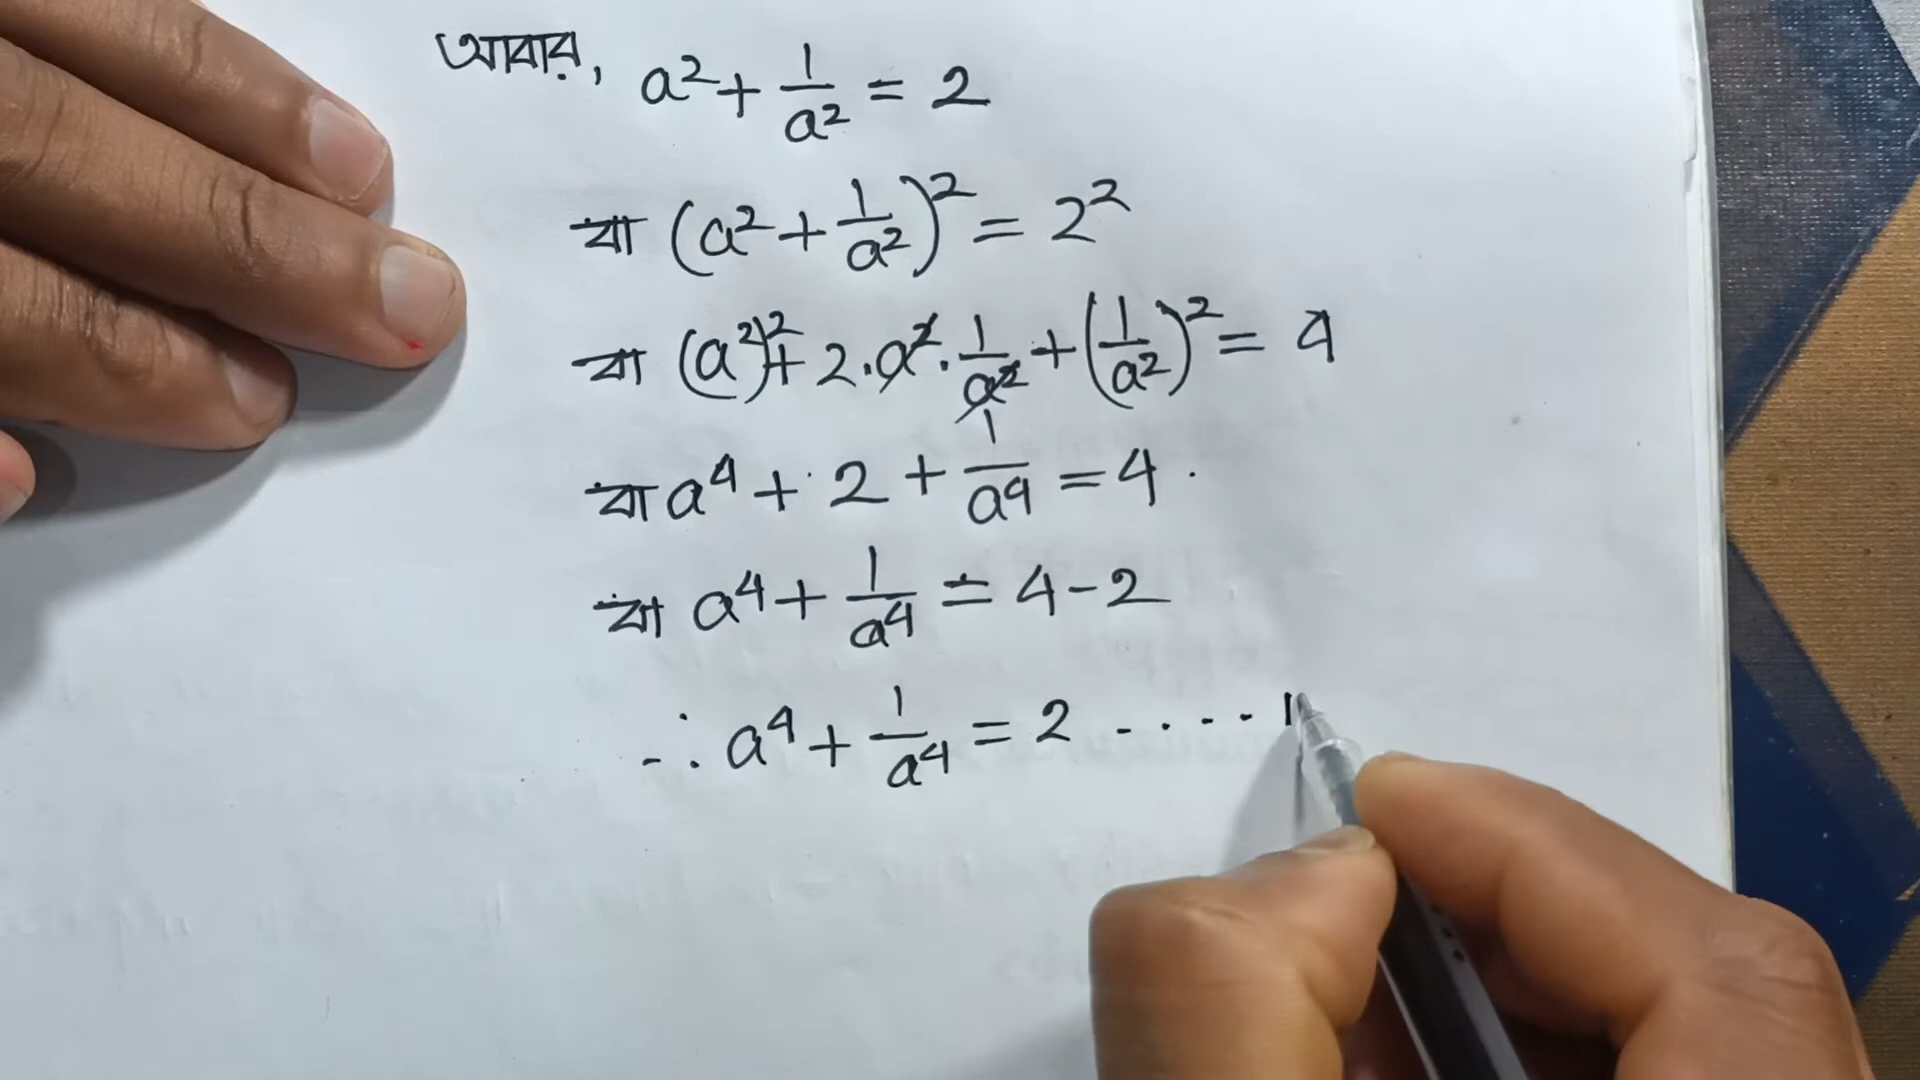 আবার, a² + 1/a² = 2
বা (a² + 1/a²)² = 2²
বা (a²)² + 2·a²·1/a² + (1/a²)² = 4
বা a⁴ + 2 + 1/a⁴ = 4
বা a⁴ + 1/a⁴ = 4 - 2
∴ a⁴ + 1/a⁴ = 2 ....